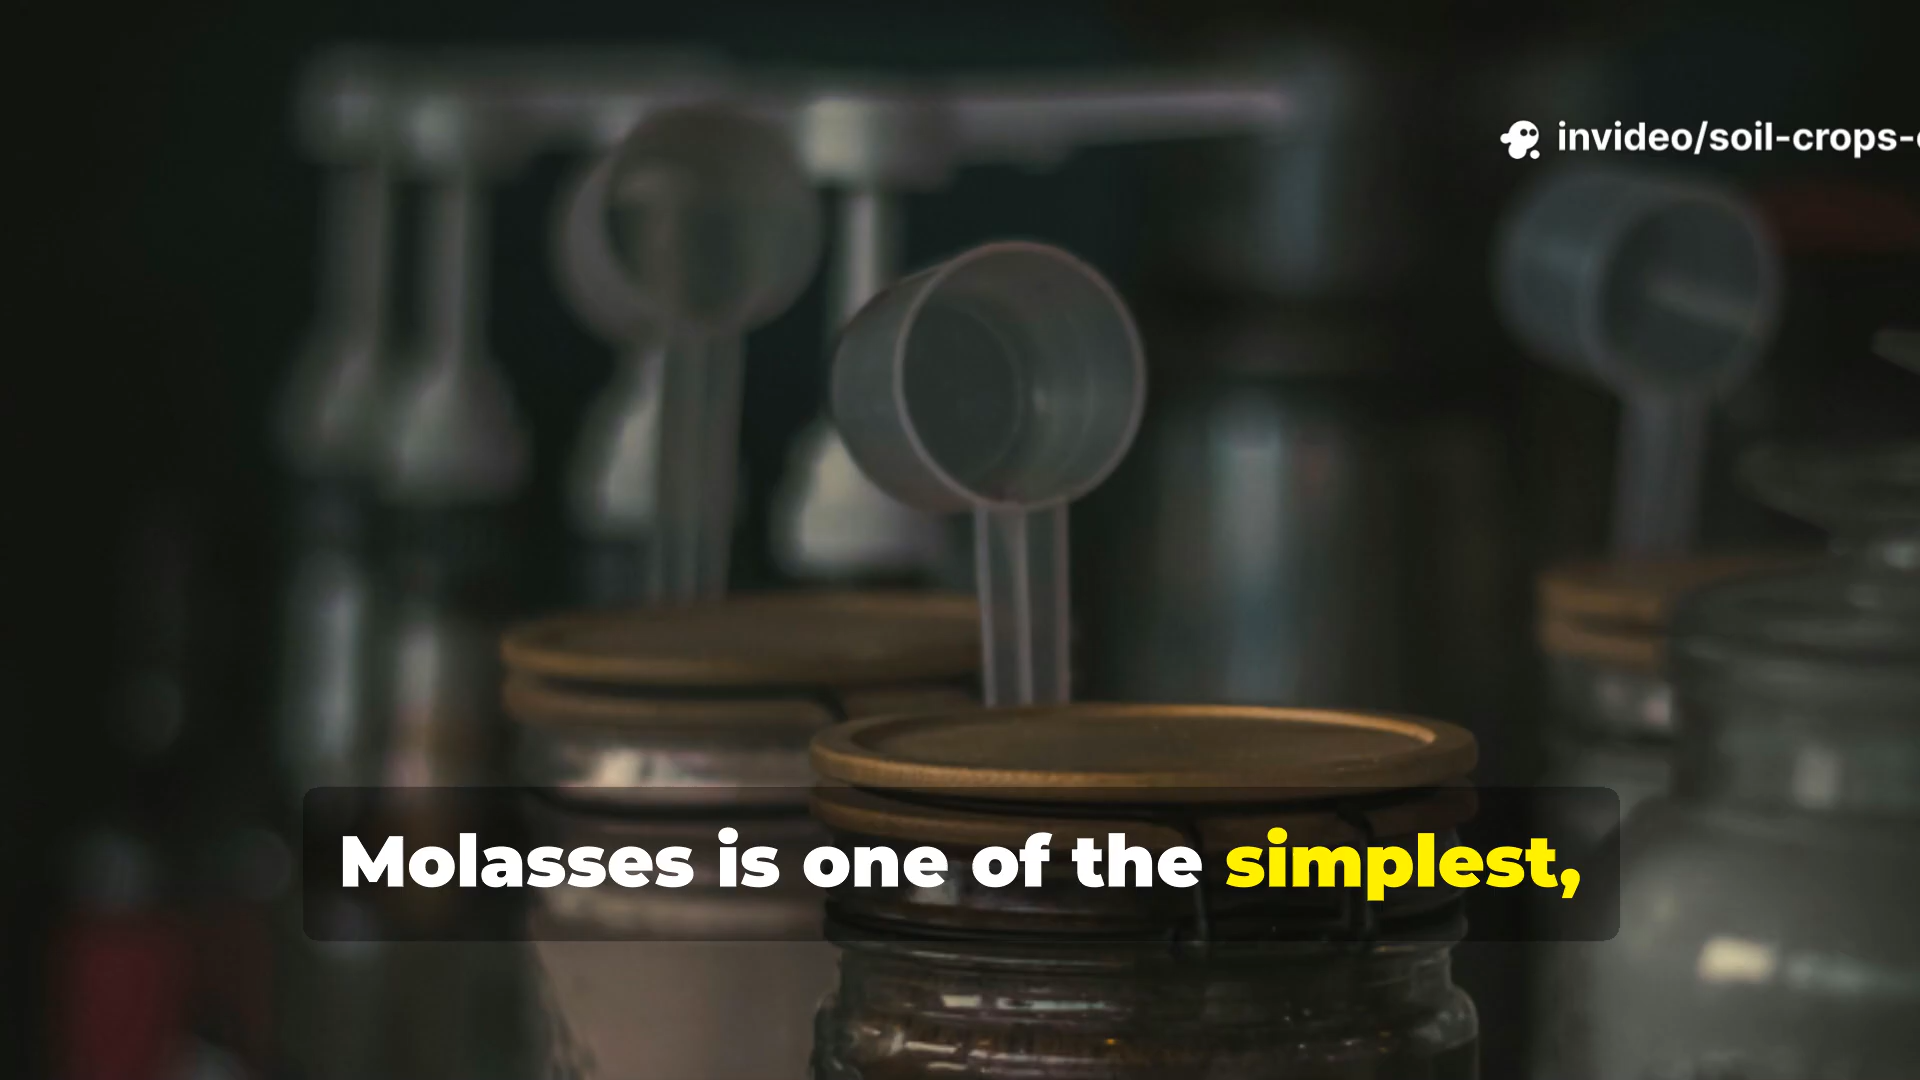 invideo/soil-crops-
Molasses is one of the simplest,